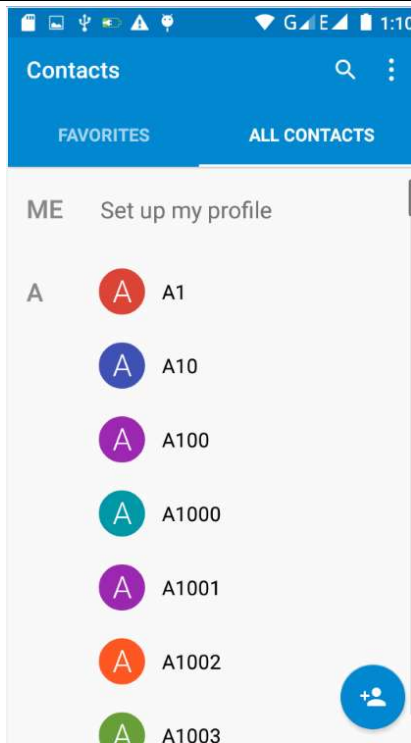 G E 1:10
Contacts
FAVORITES ALL CONTACTS
ME Set up my profile
A A A1
A A10
A A100
A A1000
A A1001
A A1002
A A1003